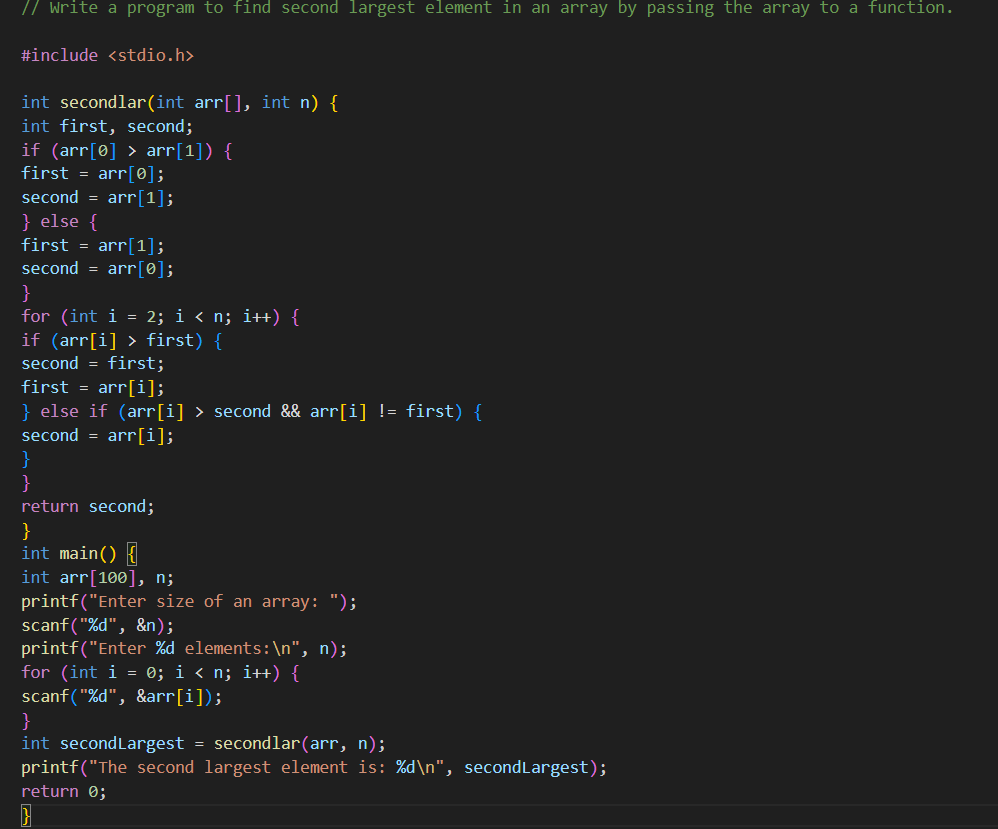 // Write a program to find second largest element in an array by passing the array to a function.
#include <stdio.h>
int secondlar(int arr[], int n) {
int first, second;
if (arr[0] > arr[1]) {
first = arr[0];
second = arr[1];
} else {
first = arr[1];
second = arr[0];
}
for (int i = 2; i < n; i++) {
if (arr[i] > first) {
second = first;
first = arr[i];
} else if (arr[i] > second && arr[i] != first) {
second = arr[i];
}
}
return second;
}
int main() {
int arr[100], n;
printf("Enter size of an array: ");
scanf("%d", &n);
printf("Enter %d elements:\n", n);
for (int i = 0; i < n; i++) {
scanf("%d", &arr[i]);
}
int secondLargest = secondlar(arr, n);
printf("The second largest element is: %d\n", secondLargest);
return 0;
}